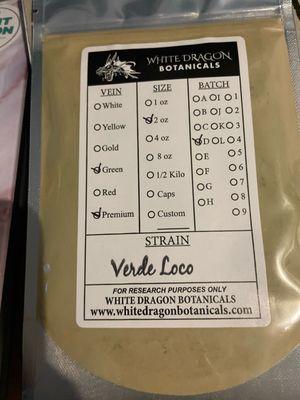 WHITE DRAGON
BOTANICALS
VEIN SIZE BATCH
White 1 oz A I 1
Yellow 2 oz B J 2
Gold 4 oz C K 3
Green 8 oz D L 4
Red 1/2 Kilo E 5
Premium Caps F 6
Custom G 7
H 8
9
STRAIN
Verde Loco
FOR RESEARCH PURPOSES ONLY
WHITE DRAGON BOTANICALS
www.whitedragonbotanicals.com